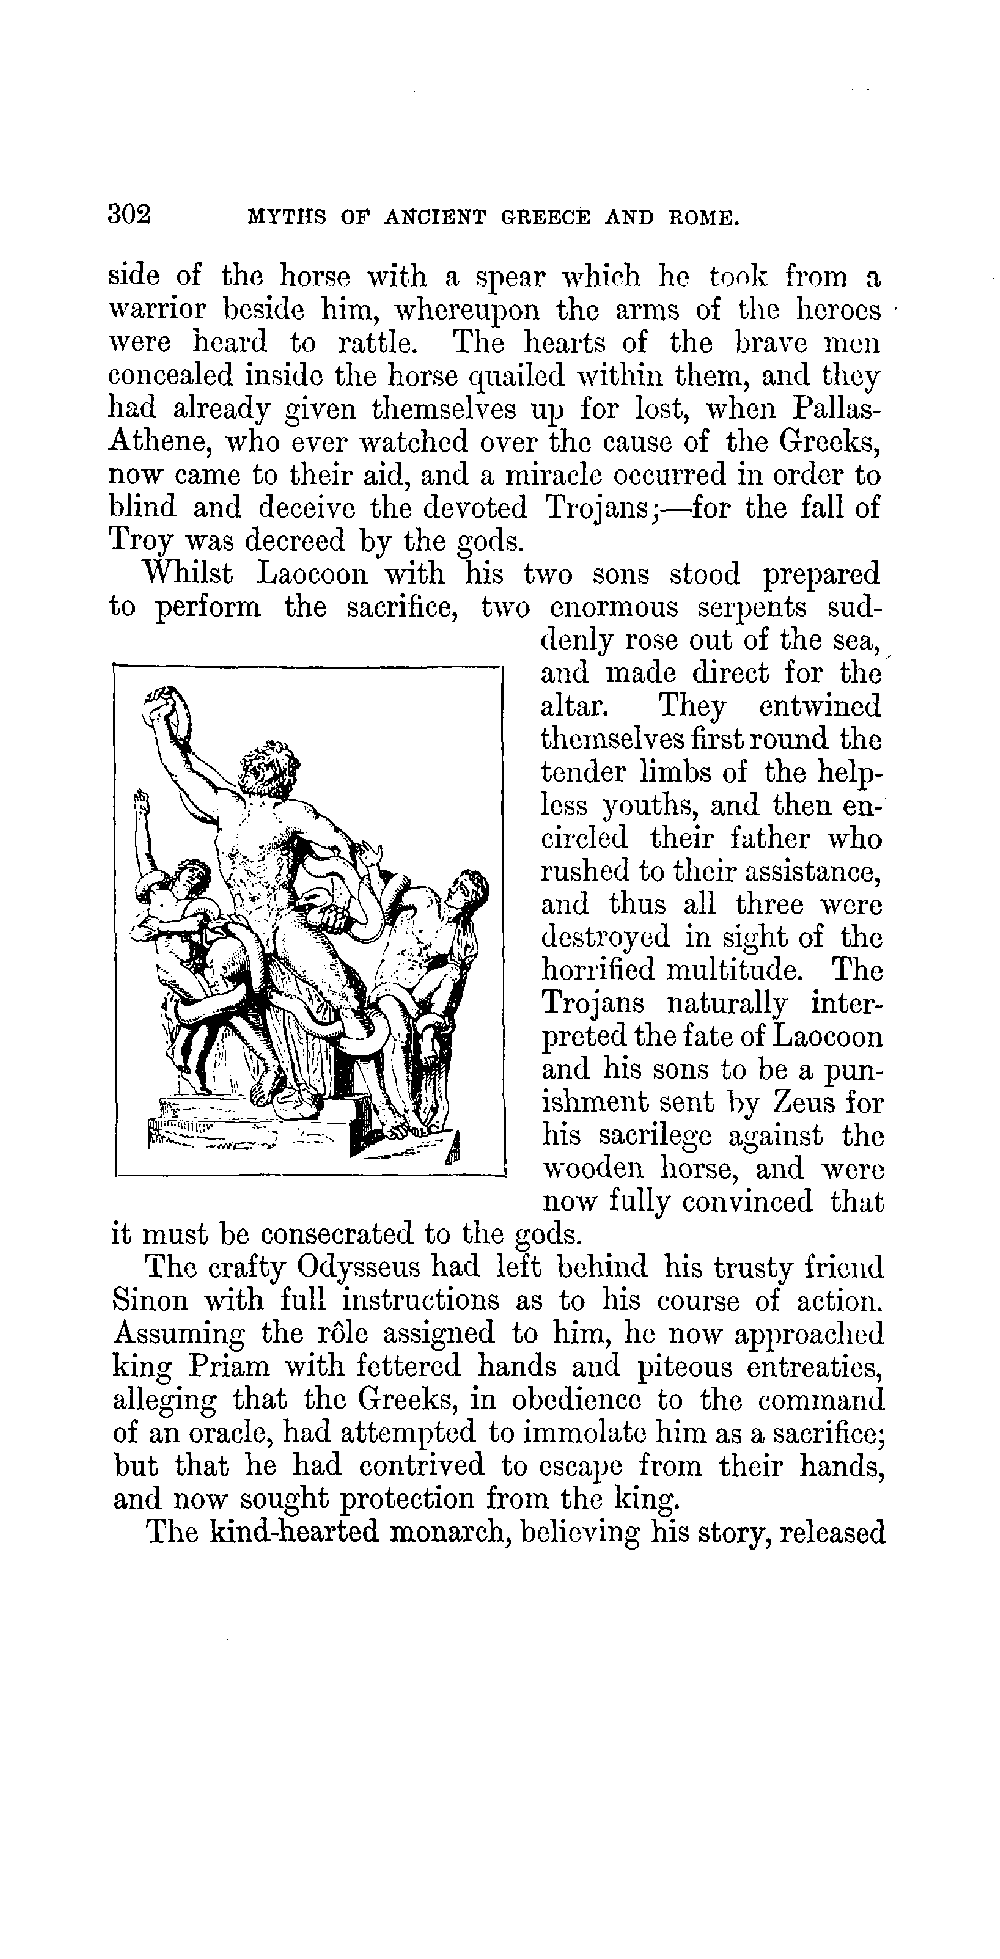 302 MYTHS OF ANCIENT GREECE AND ROME.
side of the horse with a spear which he took from a
warrior beside him, whereupon the arms of the heroes
were heard to rattle. The hearts of the brave men
concealed inside the horse quailed within them, and they
had already given themselves up for lost, when Pallas-
Athene, who ever watched over the cause of the Greeks,
now came to their aid, and a miracle occurred in order to
blind and deceive the devoted Trojans;—for the fall of
Troy was decreed by the gods.
Whilst Laocoon with his two sons stood prepared
to perform the sacrifice, two enormous serpents sud-
denly rose out of the sea,
and made direct for the
altar. They entwined
themselves first round the
tender limbs of the help-
less youths, and then en-
circled their father who
rushed to their assistance,
and thus all three were
destroyed in sight of the
horrified multitude. The
Trojans naturally inter-
preted the fate of Laocoon
and his sons to be a pun-
ishment sent by Zeus for
his sacrilege against the
wooden horse, and were
now fully convinced that
it must be consecrated to the gods.
The crafty Odysseus had left behind his trusty friend
Sinon with full instructions as to his course of action.
Assuming the rôle assigned to him, he now approached
king Priam with fettered hands and piteous entreaties,
alleging that the Greeks, in obedience to the command
of an oracle, had attempted to immolate him as a sacrifice;
but that he had contrived to escape from their hands,
and now sought protection from the king.
The kind-hearted monarch, believing his story, released